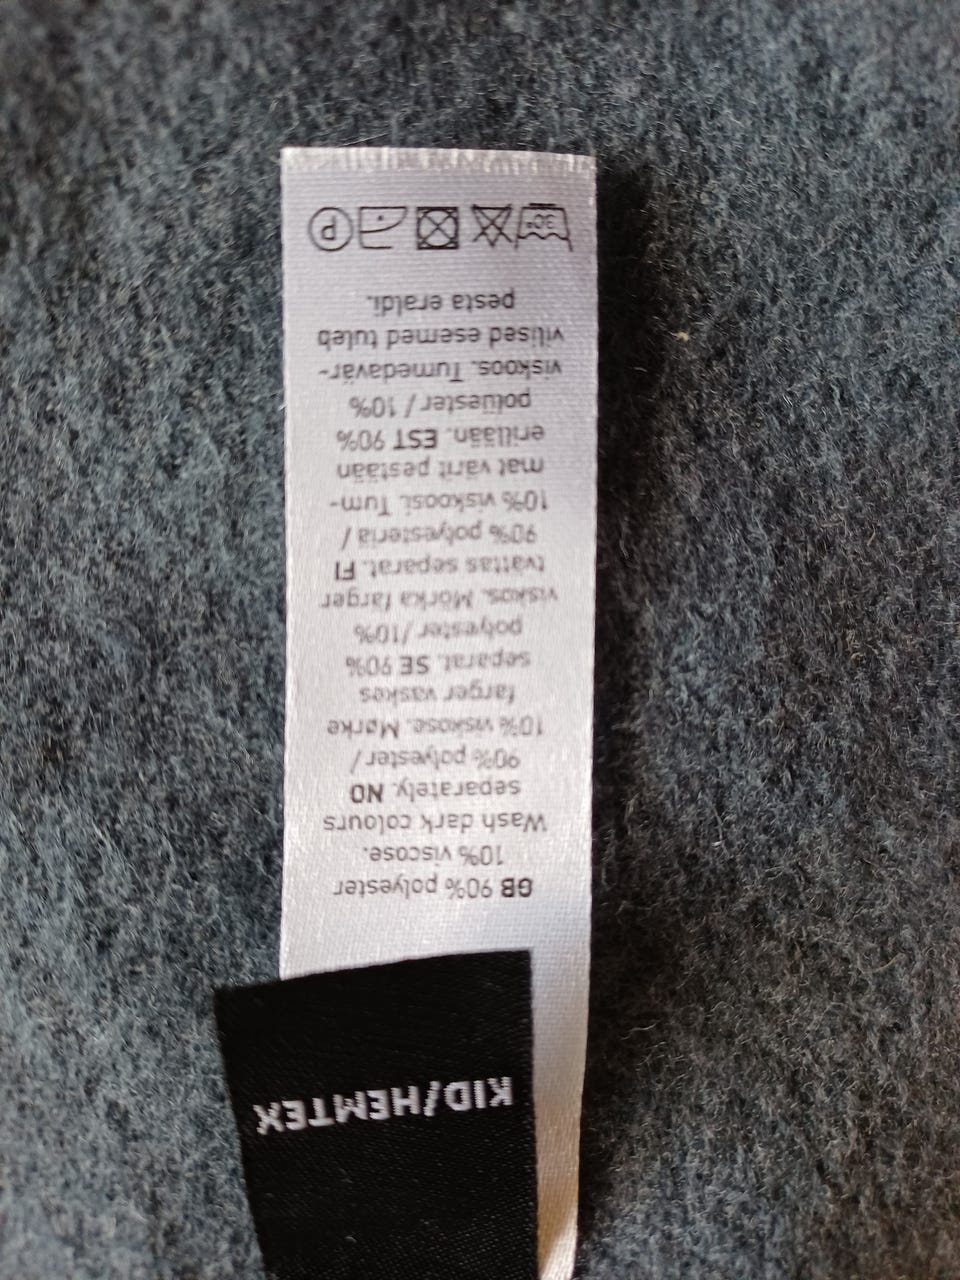 KID/HEMTEX
GB 90% polyester
10% viscose.
Wash dark colours
separately. NO
90% polyester/
10% viskose. Mørke
farger vaskes
separat. SE 90%
polyester/10%
viskos. Mörka färger
tvättas separat. FI
90% polyesteria/
10% viskoosi. Tum-
mat värit pestään
erillään. EST 90%
polüester / 10%
viskoos. Tumedavär-
vilised esemed tuleb
pesta eraldi.
30° P